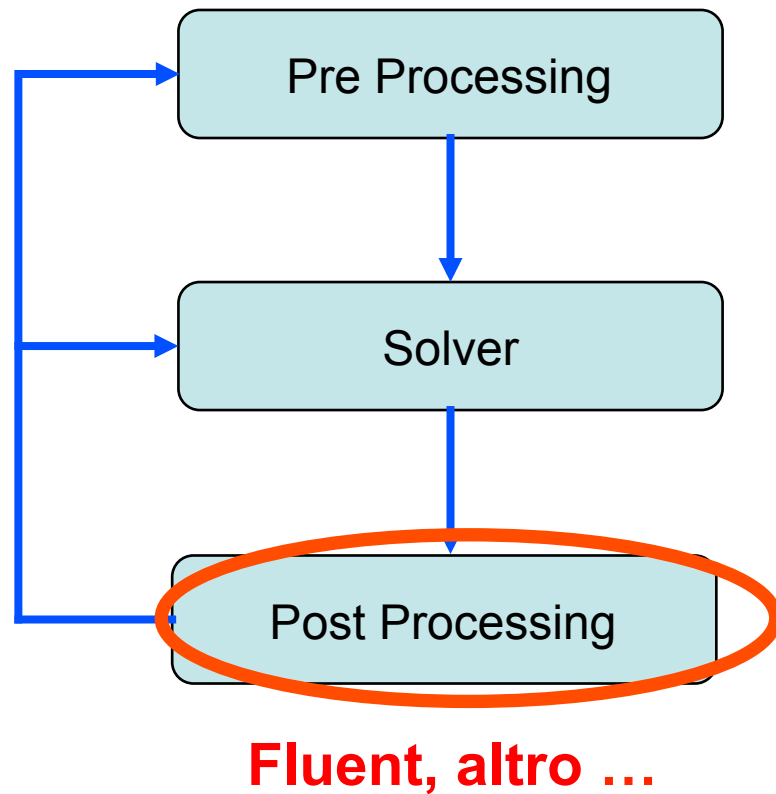 Pre Processing
Solver
Post Processing
Fluent, altro …